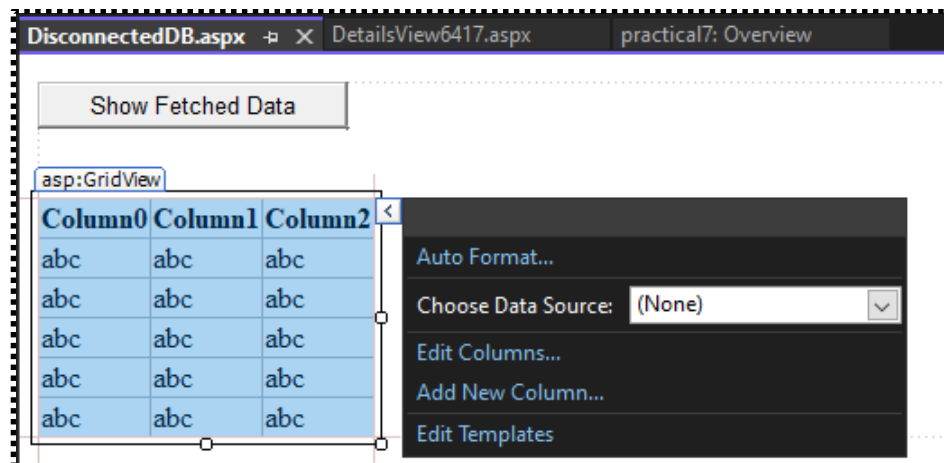 DisconnectedDB.aspx DetailsView6417.aspx practical7: Overview
Show Fetched Data
asp:GridView
Column0 Column1 Column2
abc abc abc
abc abc abc
abc abc abc
abc abc abc
abc abc abc
Auto Format...
Choose Data Source: (None)
Edit Columns...
Add New Column...
Edit Templates